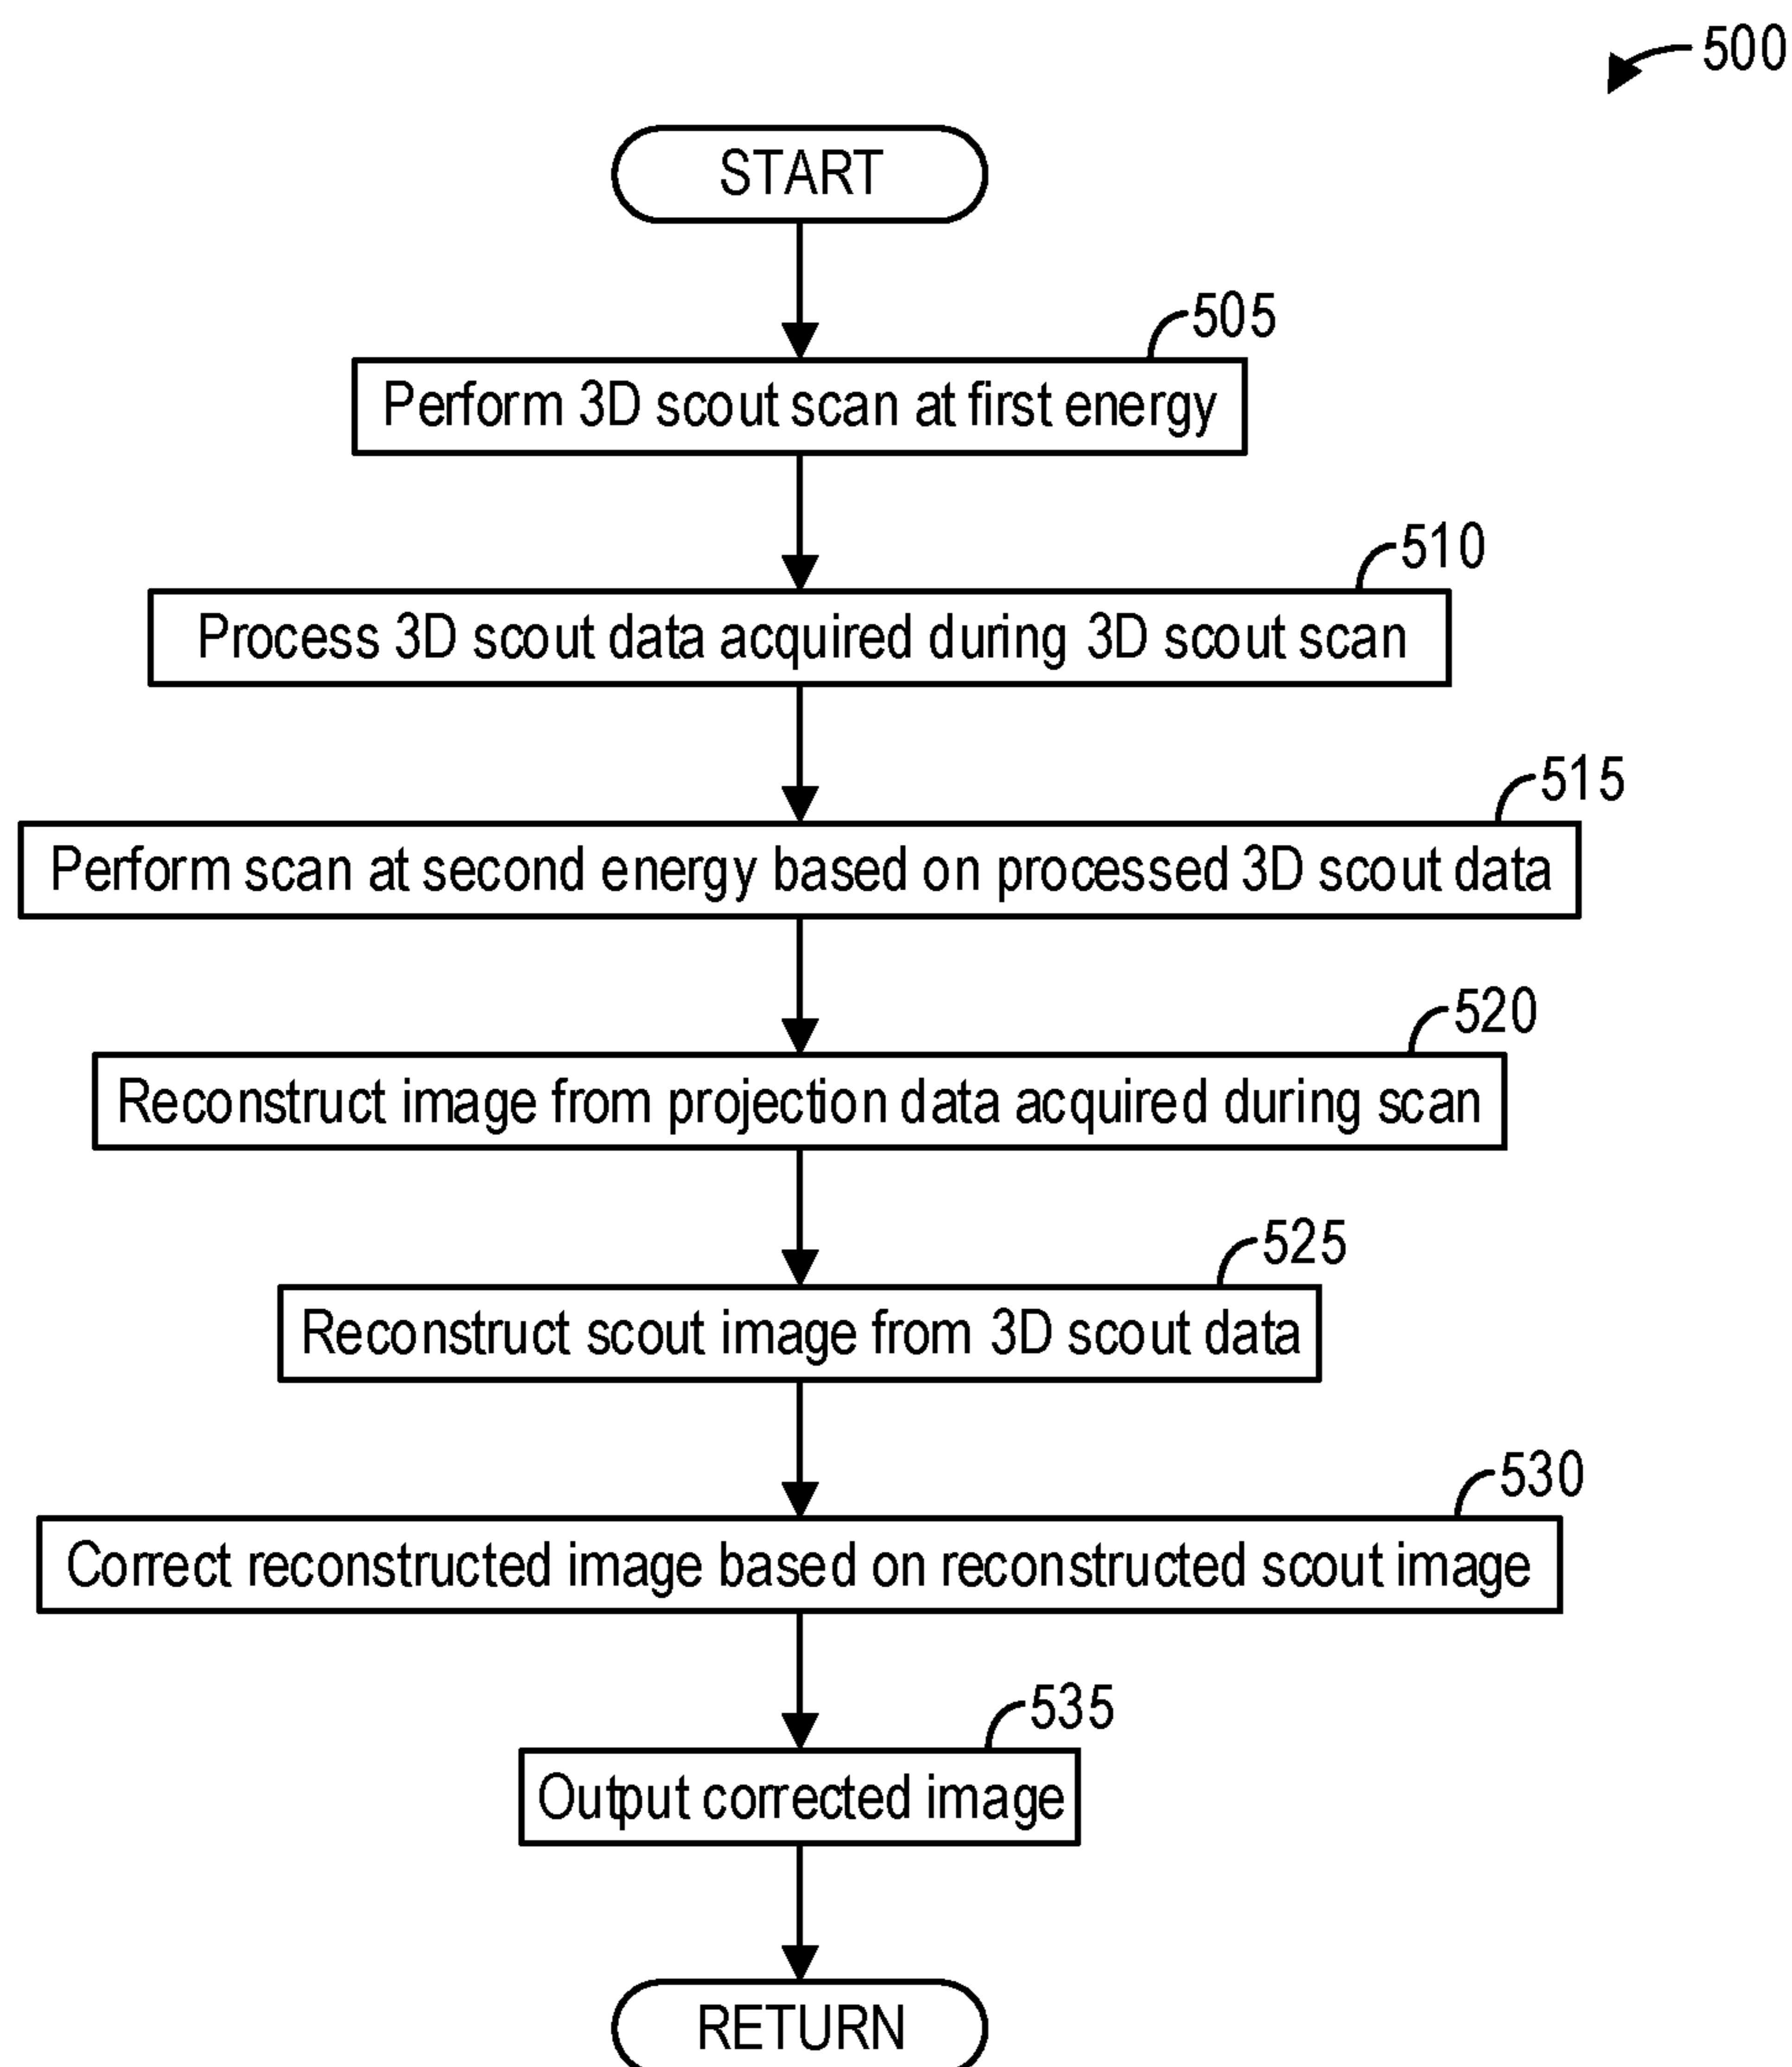 500
START
505
Perform 3D scout scan at first energy
510
Process 3D scout data acquired during 3D scout scan
515
Perform scan at second energy based on processed 3D scout data
520
Reconstruct image from projection data acquired during scan
525
Reconstruct scout image from 3D scout data
530
Correct reconstructed image based on reconstructed scout image
535
Output corrected image
RETURN